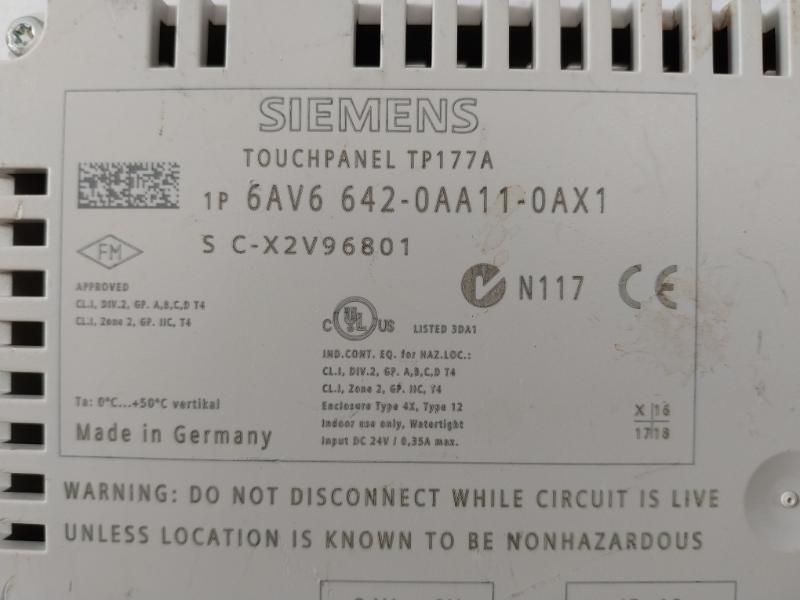 SIEMENS
TOUCHPANEL TP177A
1P 6AV6 642-0AA11-0AX1
S C-X2V96801
FM
APPROVED
CL.I, DIV.2, GP. A,B,C,D T4
CL.I, Zone 2, GP. IIC, T4
N117 CE
C UL US LISTED 3DA1
IND.CONT. EQ. for HAZ.LOC.:
CL.I, DIV.2, GP. A,B,C,D T4
CL.I, Zone 2, GP. IIC, T4
Enclosure Type 4X, Type 12
Indoor use only, Watertight
Input DC 24V / 0,35A max.
Ta: 0°C...+50°C vertikal
Made in Germany
X 16
17 18
WARNING: DO NOT DISCONNECT WHILE CIRCUIT IS LIVE
UNLESS LOCATION IS KNOWN TO BE NONHAZARDOUS